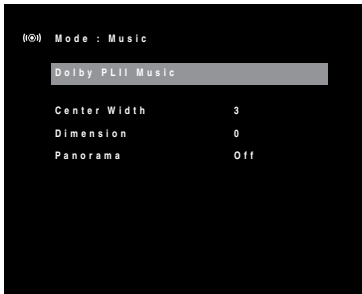 Mode : Music
Dolby PLII Music
Center Width 3
Dimension 0
Panorama Off